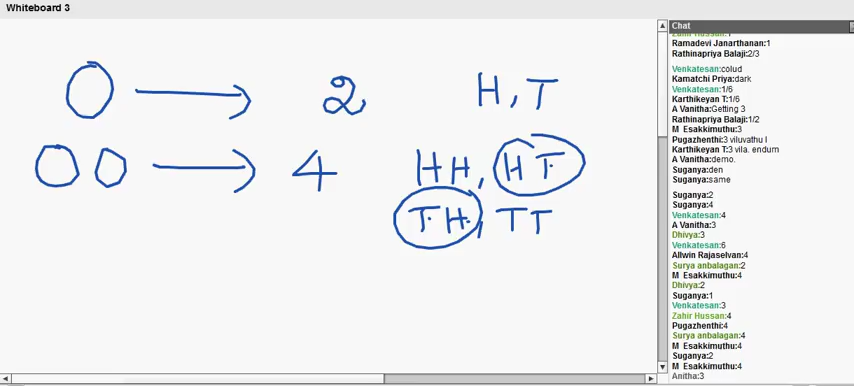 Whiteboard 3
2 H, T
4 HH, HT
TH, TT
Chat
Ramadevi Janarthanan:1
Rathinapriya Balaji:2/3
Venkatesan:colud
Kamatchi Priya:dark
Venkatesan:1/6
Karthikeyan T:1/6
A Vanitha:Getting 3
Rathinapriya Balaji:1/2
M Esakkimuthu:3
Pugazhenthi:3 viluvathu l
Karthikeyan T:3 vila. endum
A Vanitha:demo.
Suganya:den
Suganya:same
Suganya:2
Suganya:4
Venkatesan:4
A Vanitha:3
Dhivya:3
Venkatesan:6
Allwin Rajaselvan:4
Surya anbalagan:2
M Esakkimuthu:4
Dhivya:2
Suganya:1
Venkatesan:3
Zahir Hussan:4
Pugazhenthi:4
Surya anbalagan:4
M Esakkimuthu:4
Suganya:2
M Esakkimuthu:4
Anitha:3